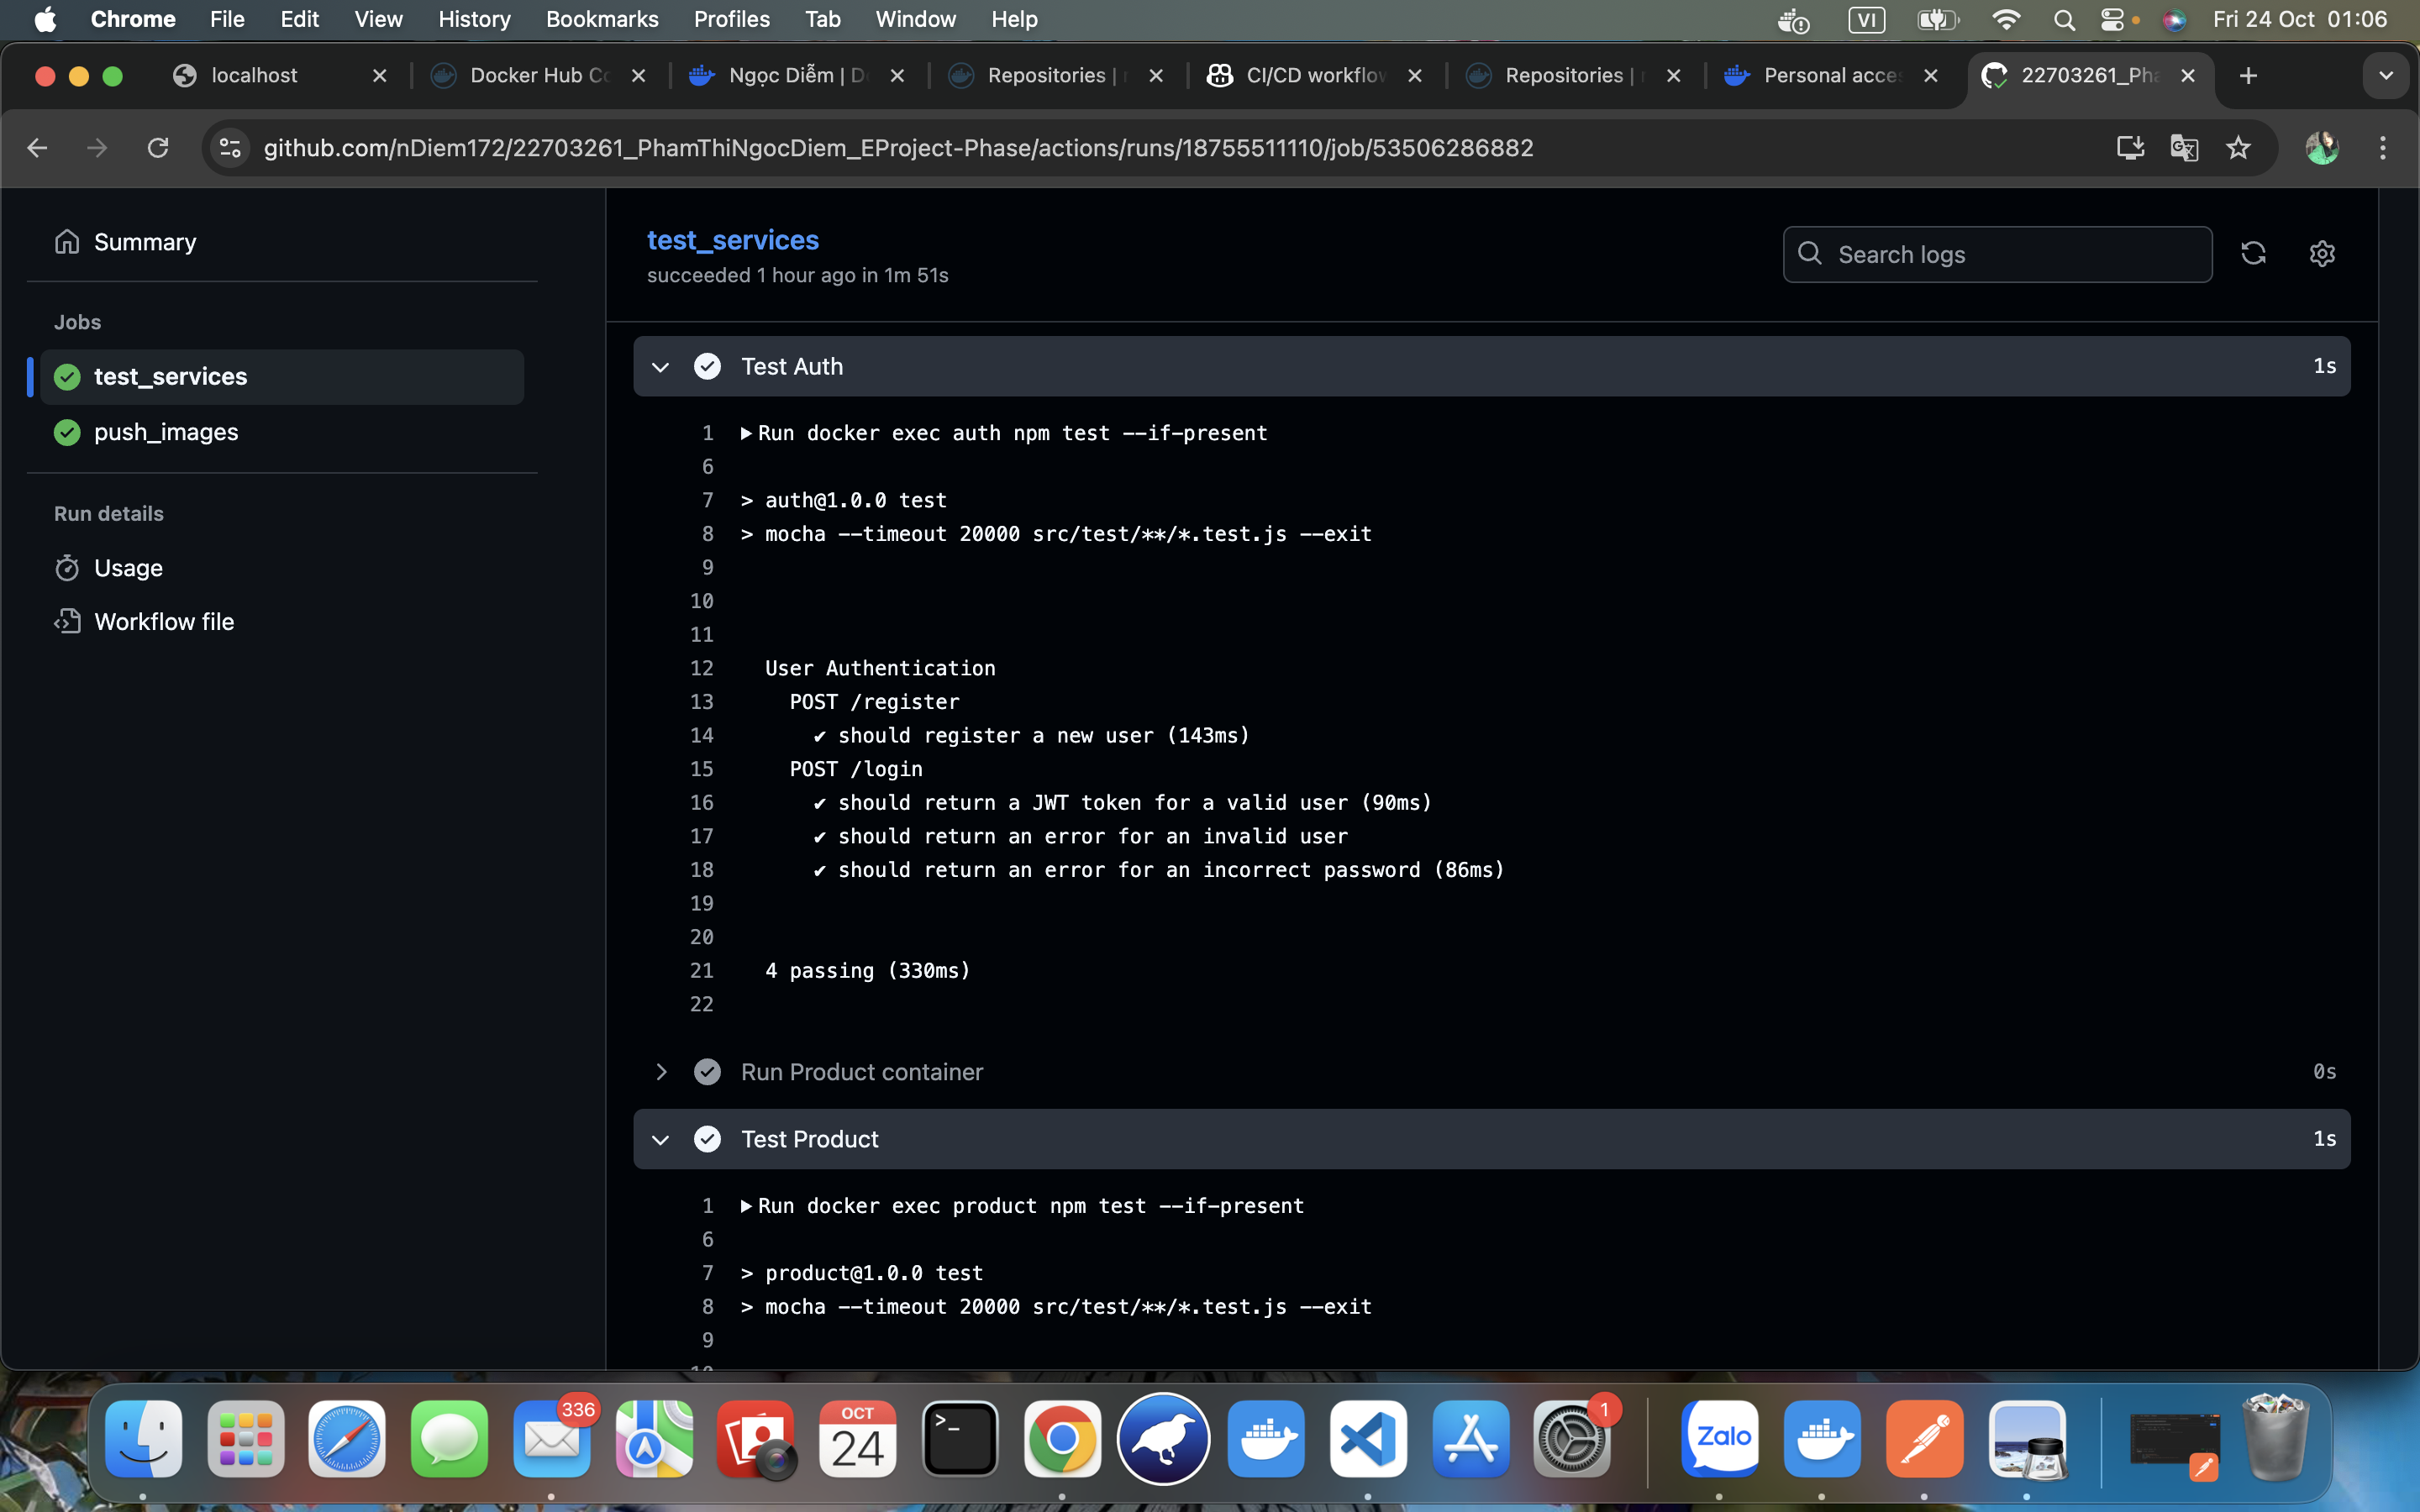 Chrome File Edit View History Bookmarks Profiles Tab Window Help VI Fri 24 Oct 01:06
localhost Docker Hub Co Ngọc Diễm | D Repositories | CI/CD workflow Repositories | Personal acces 22703261_Pha
github.com/nDiem172/22703261_PhamThiNgocDiem_EProject-Phase/actions/runs/18755511110/job/53506286882
Summary
Jobs
test_services
push_images
Run details
Usage
Workflow file
test_services
succeeded 1 hour ago in 1m 51s
Search logs
Test Auth 1s
1 Run docker exec auth npm test --if-present
6
7 > auth@1.0.0 test
8 > mocha --timeout 20000 src/test/**/*.test.js --exit
9
10
11
12 User Authentication
13 POST /register
14 ✔ should register a new user (143ms)
15 POST /login
16 ✔ should return a JWT token for a valid user (90ms)
17 ✔ should return an error for an invalid user
18 ✔ should return an error for an incorrect password (86ms)
19
20
21 4 passing (330ms)
22
Run Product container 0s
Test Product 1s
1 Run docker exec product npm test --if-present
6
7 > product@1.0.0 test
8 > mocha --timeout 20000 src/test/**/*.test.js --exit
9
336
OCT
24
1
Zalo